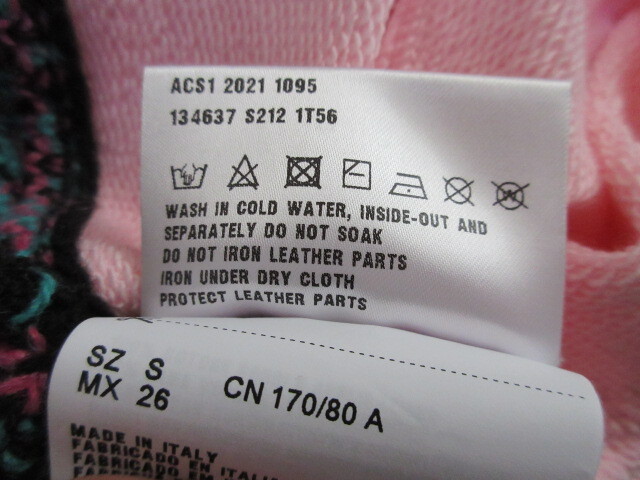 ACS1 2021 1095
134637 S212 1T56
WASH IN COLD WATER, INSIDE-OUT AND
SEPARATELY DO NOT SOAK
DO NOT IRON LEATHER PARTS
IRON UNDER DRY CLOTH
PROTECT LEATHER PARTS
SZ S
MX 26
CN 170/80 A
MADE IN ITALY
FABRICADO EN ITALIA
FABRICADO